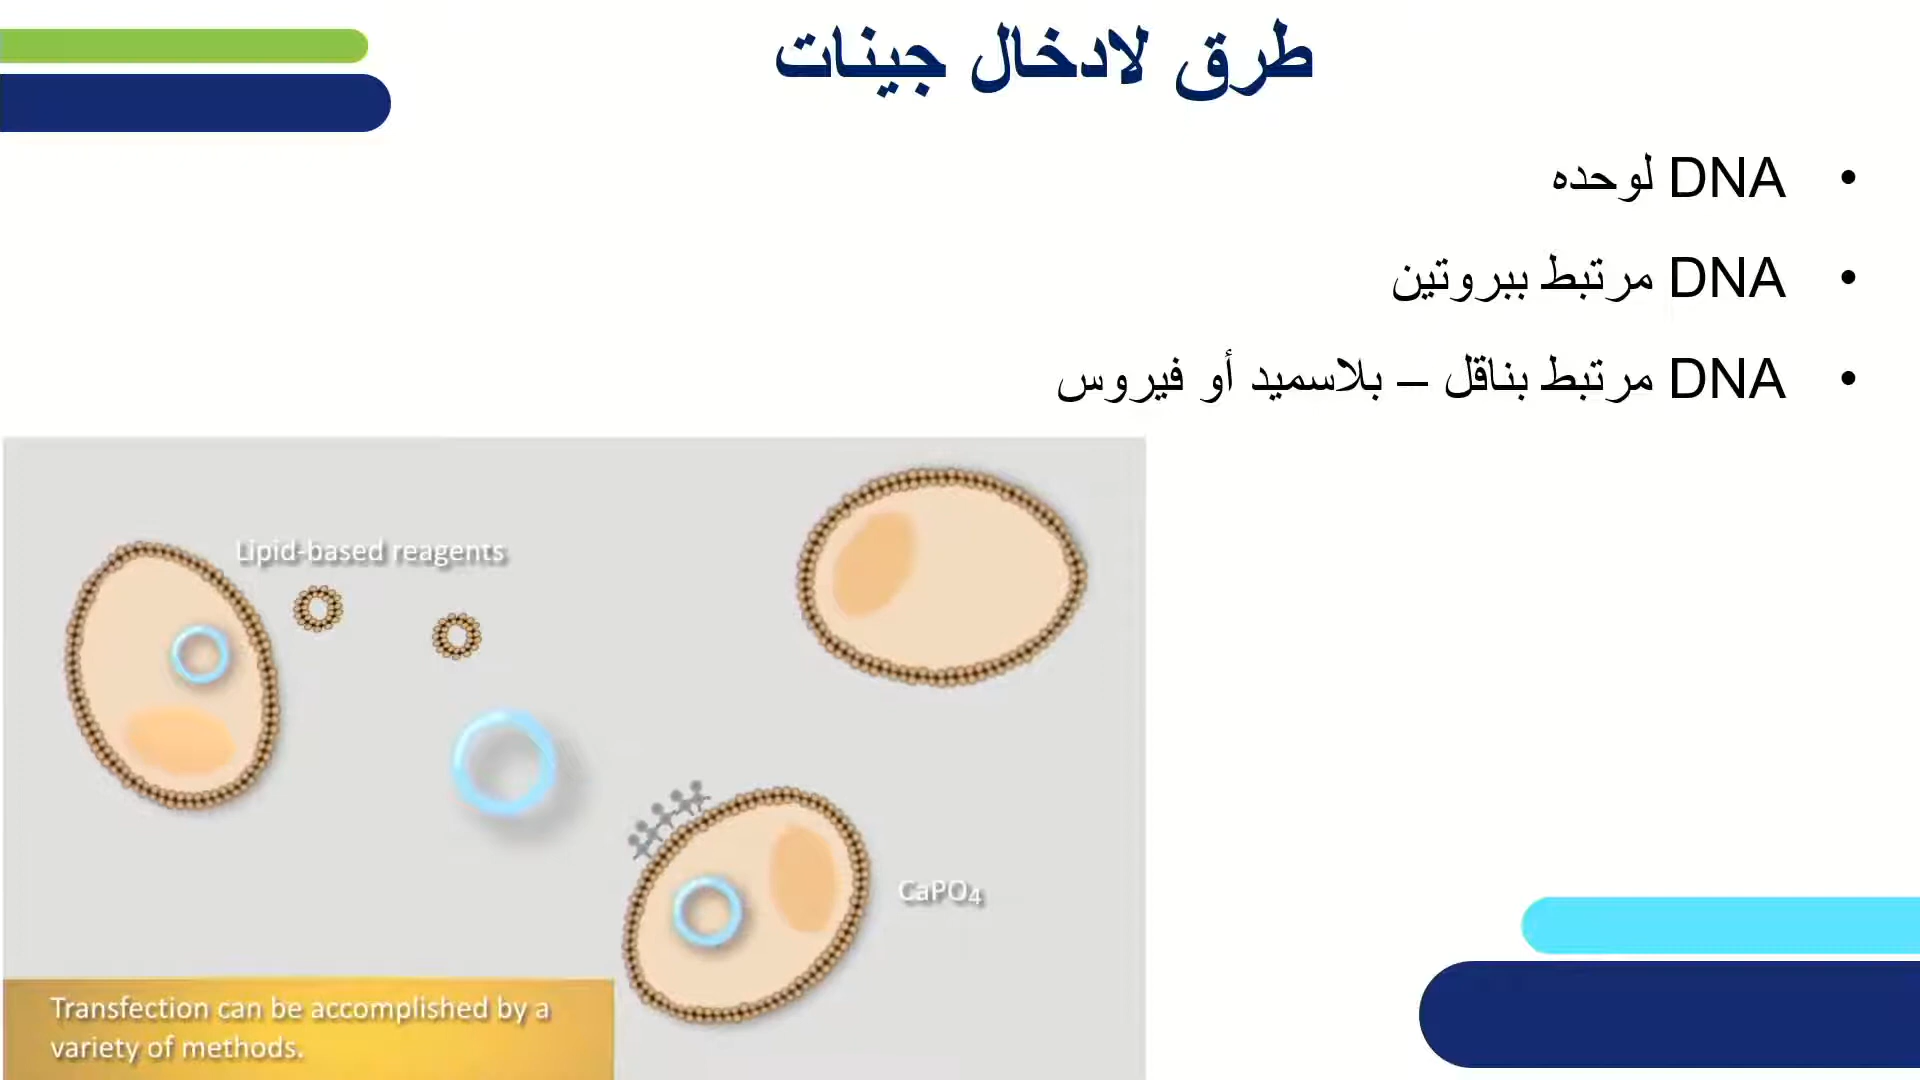 طرق لادخال جينات
• DNA لوحده
• DNA مرتبط ببروتين
• DNA مرتبط بناقل – بلاسميد أو فيروس
Lipid-based reagents
CaPO₄
Transfection can be accomplished by a
variety of methods.